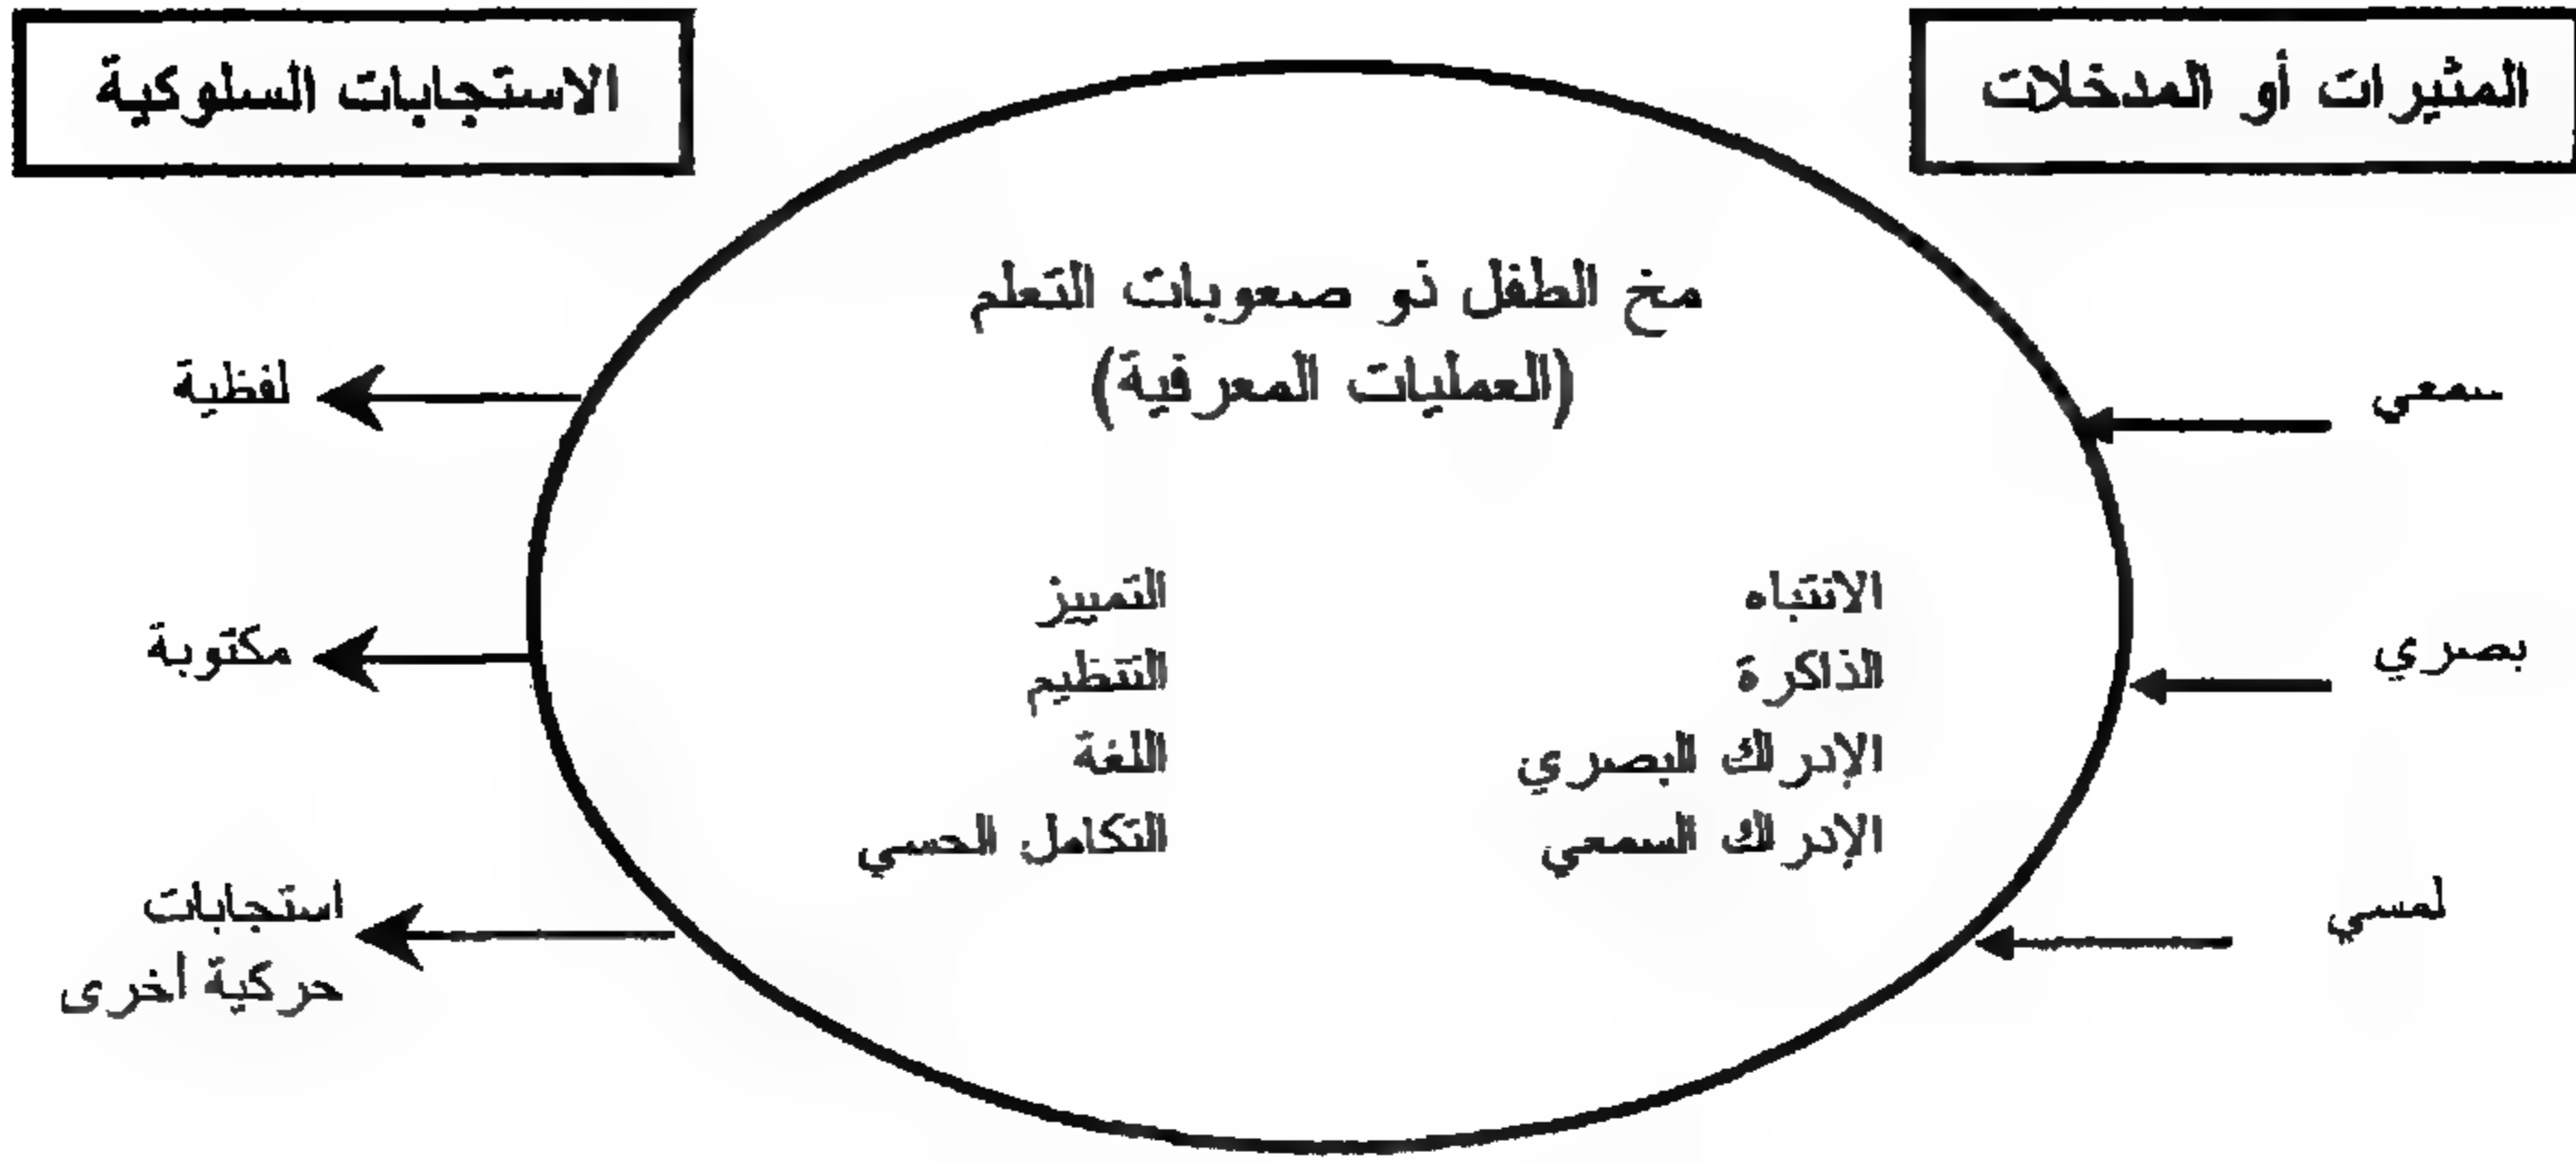 المثيرات أو المدخلات
الاستجابات السلوكية
مخ الطفل ذو صعوبات التعلم
(العمليات المعرفية)
سمعي
بصري
لمسي
الانتباه
الذاكرة
الإدراك البصري
الإدراك السمعي
التمييز
التنظيم
اللغة
التكامل الحسي
لفظية
مكتوبة
استجابات
حركية أخرى